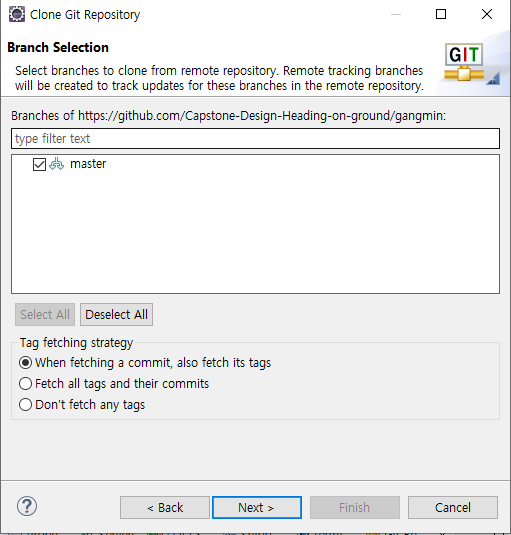 Clone Git Repository
Branch Selection
Select branches to clone from remote repository. Remote tracking branches
will be created to track updates for these branches in the remote repository.
GIT
Branches of https://github.com/Capstone-Design-Heading-on-ground/gangmin:
type filter text
master
Select All
Deselect All
Tag fetching strategy
When fetching a commit, also fetch its tags
Fetch all tags and their commits
Don't fetch any tags
?
< Back
Next >
Finish
Cancel